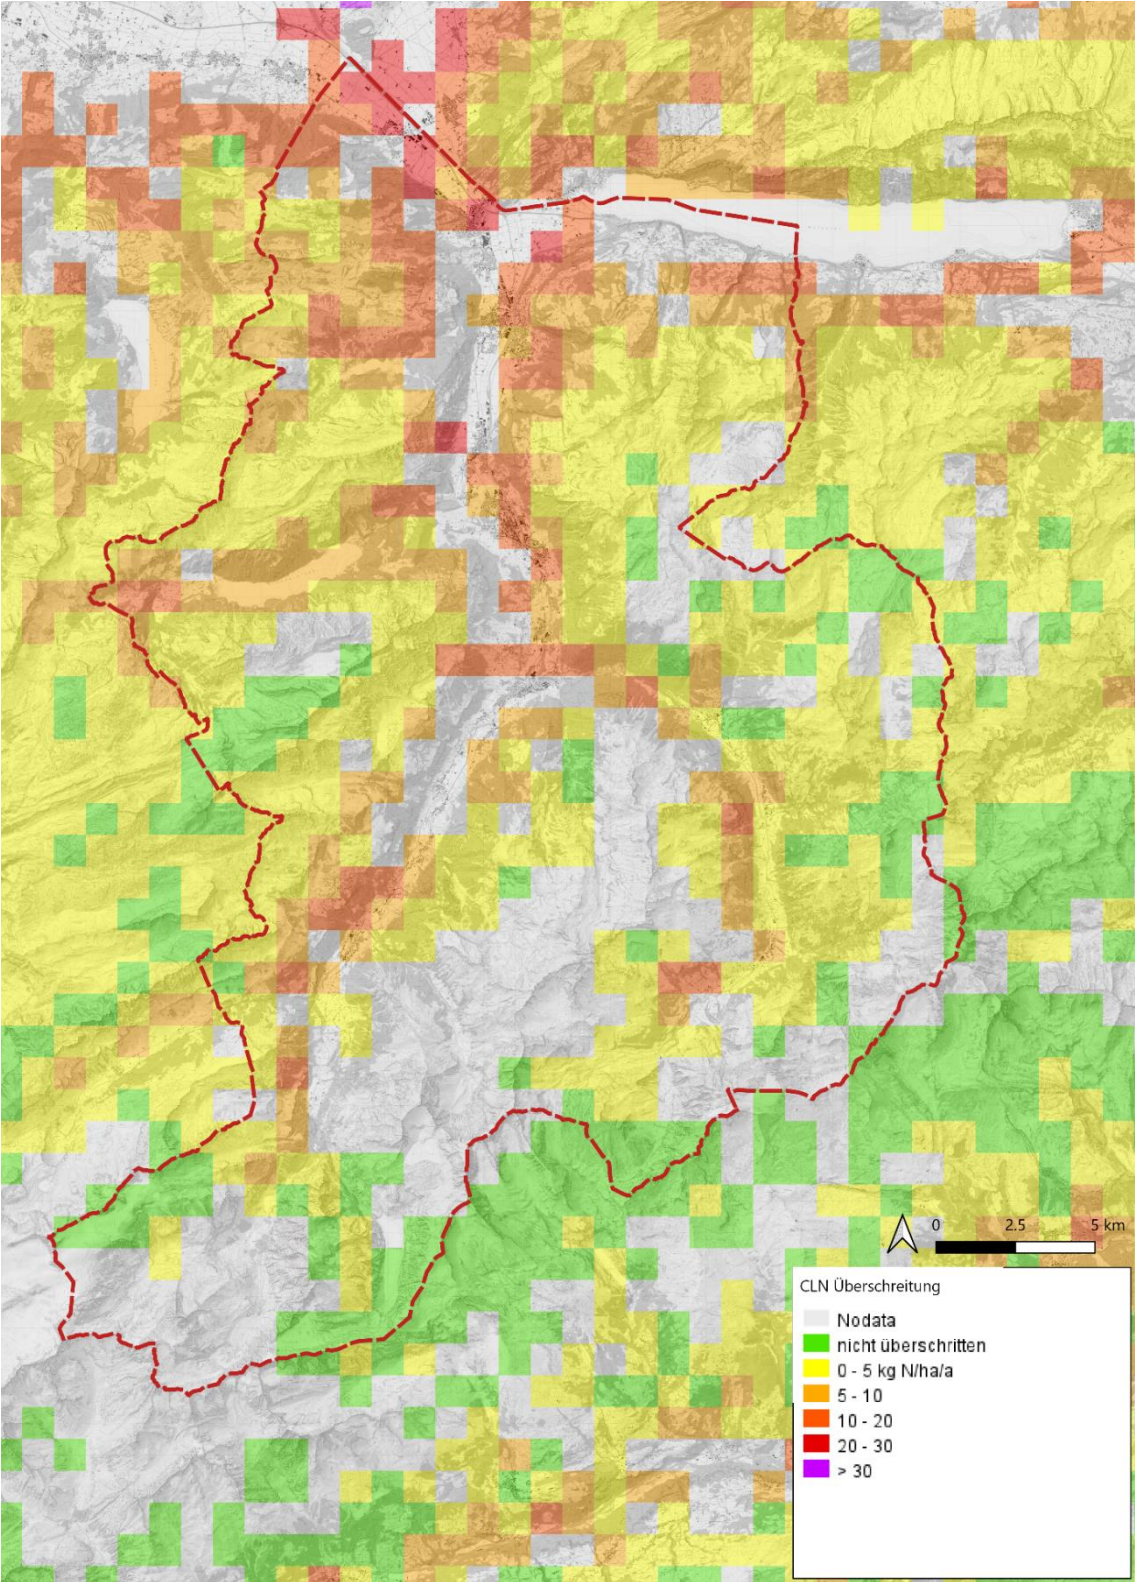 0 2.5 5 km
CLN Überschreitung
Nodata
nicht überschritten
0 - 5 kg N/ha/a
5 - 10
10 - 20
20 - 30
> 30